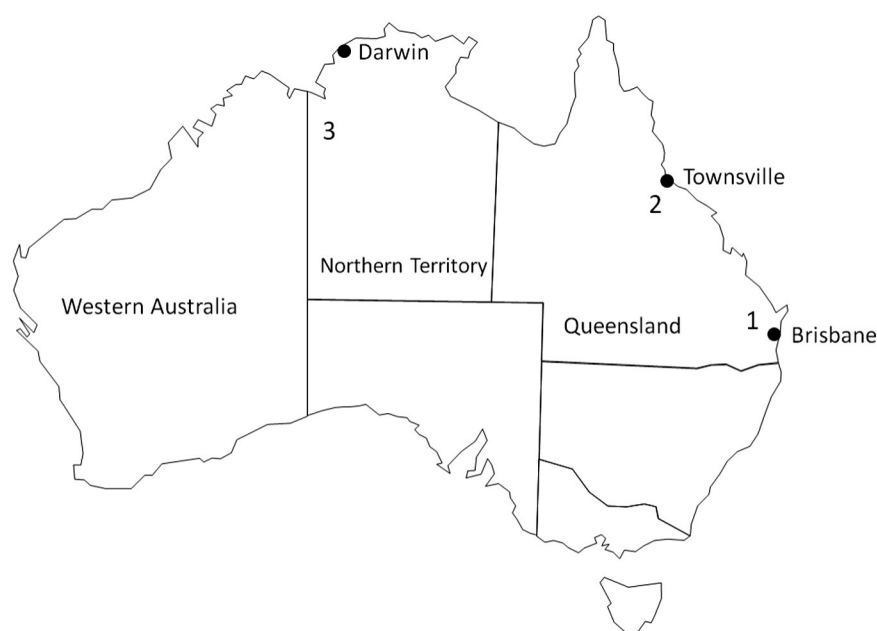 Darwin
3
Townsville
2
Northern Territory
Western Australia
1
Queensland
Brisbane